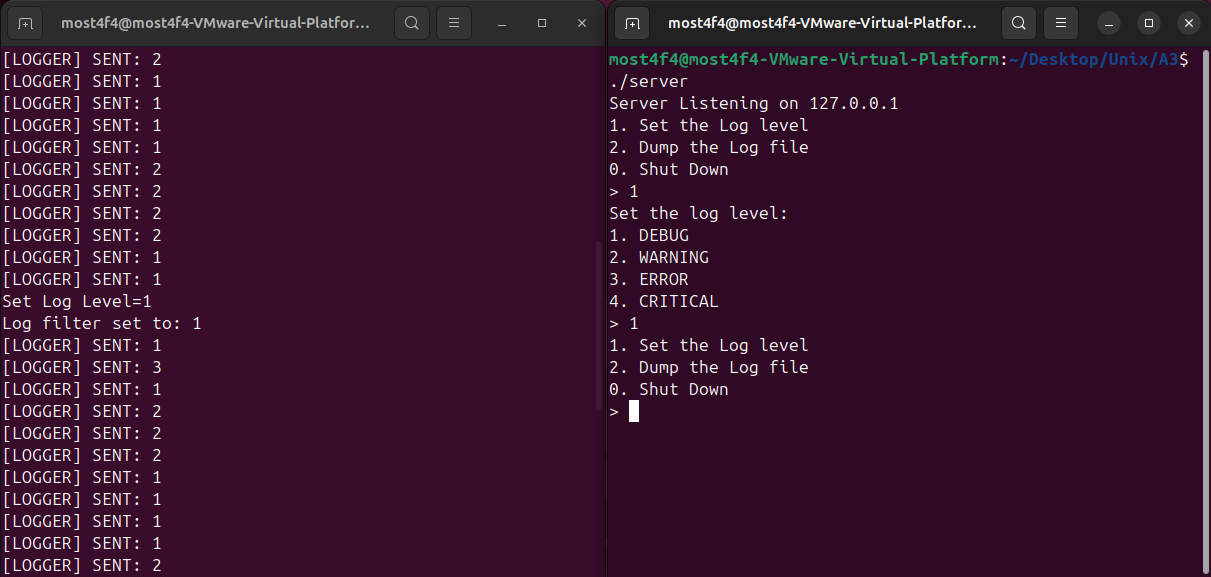 most4f4@most4f4-VMware-Virtual-Platfor...
[LOGGER] SENT: 2
[LOGGER] SENT: 1
[LOGGER] SENT: 1
[LOGGER] SENT: 1
[LOGGER] SENT: 1
[LOGGER] SENT: 2
[LOGGER] SENT: 2
[LOGGER] SENT: 2
[LOGGER] SENT: 2
[LOGGER] SENT: 1
[LOGGER] SENT: 1
Set Log Level=1
Log filter set to: 1
[LOGGER] SENT: 1
[LOGGER] SENT: 3
[LOGGER] SENT: 1
[LOGGER] SENT: 2
[LOGGER] SENT: 2
[LOGGER] SENT: 2
[LOGGER] SENT: 1
[LOGGER] SENT: 1
[LOGGER] SENT: 1
[LOGGER] SENT: 1
[LOGGER] SENT: 2
most4f4@most4f4-VMware-Virtual-Platfor...
most4f4@most4f4-VMware-Virtual-Platform:~/Desktop/Unix/A3$
./server
Server Listening on 127.0.0.1
1. Set the Log level
2. Dump the Log file
0. Shut Down
> 1
Set the log level:
1. DEBUG
2. WARNING
3. ERROR
4. CRITICAL
> 1
1. Set the Log level
2. Dump the Log file
0. Shut Down
>